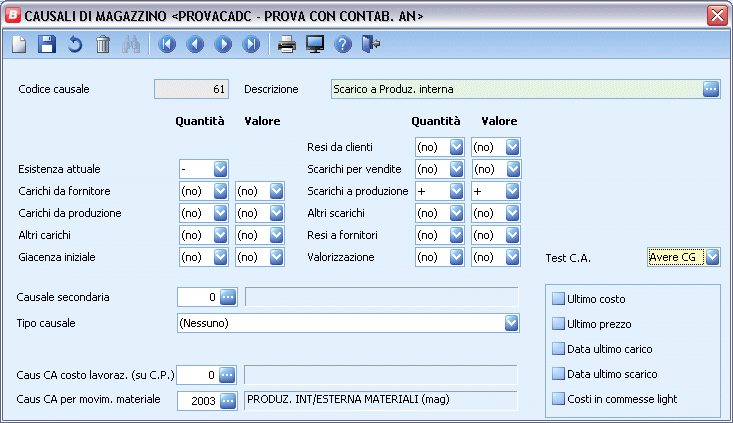 B CAUSALI DI MAGAZZINO <PROVACADC - PROVA CON CONTAB. AN>
Codice causale 61 Descrizione Scarico a Produz. interna
Quantità Valore Quantità Valore
Resi da clienti (no) (no)
Esistenza attuale - Scarichi per vendite (no) (no)
Carichi da fornitore (no) (no) Scarichi a produzione + +
Carichi da produzione (no) (no) Altri scarichi (no) (no)
Altri carichi (no) (no) Resi a fornitori (no) (no)
Giacenza iniziale (no) (no) Valorizzazione (no) (no) Test C.A. Avere CG
Causale secondaria 0 Ultimo costo
Tipo causale (Nessuno) Ultimo prezzo
Data ultimo carico
Caus CA costo lavoraz. (su C.P.) 0 Data ultimo scarico
Caus CA per movim. materiale 2003 PRODUZ. INT/ESTERNA MATERIALI (mag) Costi in commesse light